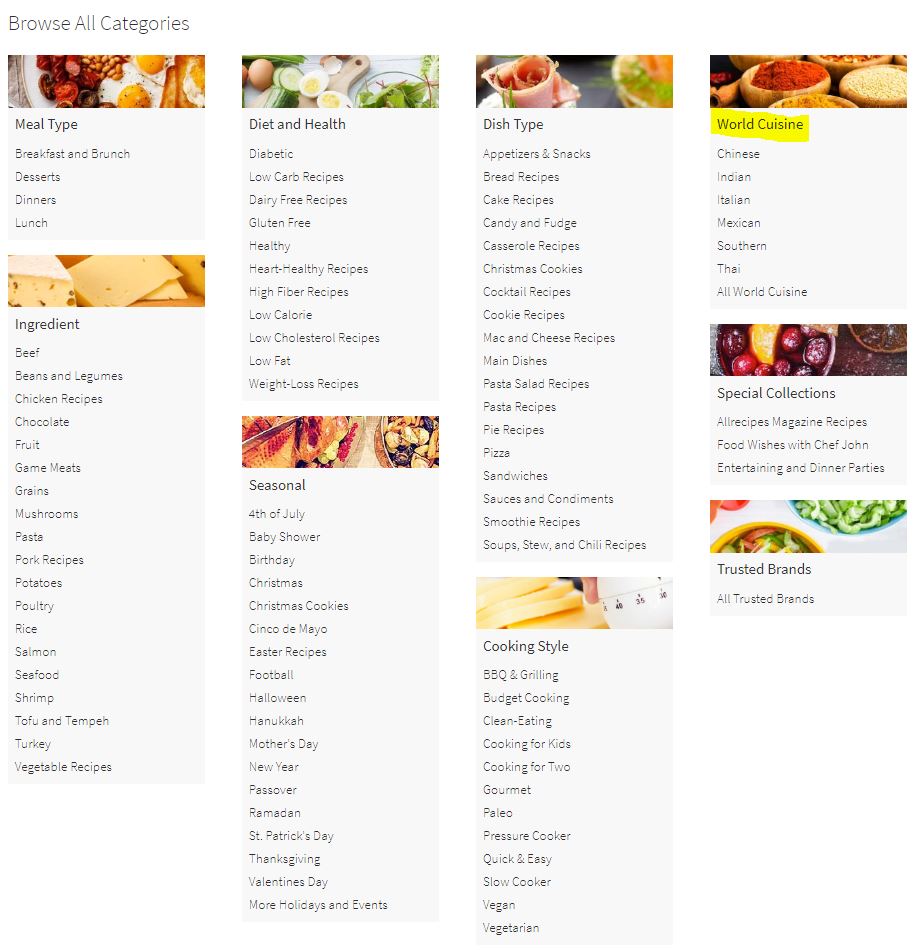 Browse All Categories
Meal Type
Breakfast and Brunch
Desserts
Dinners
Lunch
Ingredient
Beef
Beans and Legumes
Chicken Recipes
Chocolate
Fruit
Game Meats
Grains
Mushrooms
Pasta
Pork Recipes
Potatoes
Poultry
Rice
Salmon
Seafood
Shrimp
Tofu and Tempeh
Turkey
Vegetable Recipes
Diet and Health
Diabetic
Low Carb Recipes
Dairy Free Recipes
Gluten Free
Healthy
Heart-Healthy Recipes
High Fiber Recipes
Low Calorie
Low Cholesterol Recipes
Low Fat
Weight-Loss Recipes
Seasonal
4th of July
Baby Shower
Birthday
Christmas
Christmas Cookies
Cinco de Mayo
Easter Recipes
Football
Halloween
Hanukkah
Mother's Day
New Year
Passover
Ramadan
St. Patrick's Day
Thanksgiving
Valentines Day
More Holidays and Events
Dish Type
Appetizers & Snacks
Bread Recipes
Cake Recipes
Candy and Fudge
Casserole Recipes
Christmas Cookies
Cocktail Recipes
Cookie Recipes
Mac and Cheese Recipes
Main Dishes
Pasta Salad Recipes
Pasta Recipes
Pie Recipes
Pizza
Sandwiches
Sauces and Condiments
Smoothie Recipes
Soups, Stew, and Chili Recipes
40 35 30
Cooking Style
BBQ & Grilling
Budget Cooking
Clean-Eating
Cooking for Kids
Cooking for Two
Gourmet
Paleo
Pressure Cooker
Quick & Easy
Slow Cooker
Vegan
Vegetarian
World Cuisine
Chinese
Indian
Italian
Mexican
Southern
Thai
All World Cuisine
Special Collections
Allrecipes Magazine Recipes
Food Wishes with Chef John
Entertaining and Dinner Parties
Trusted Brands
All Trusted Brands